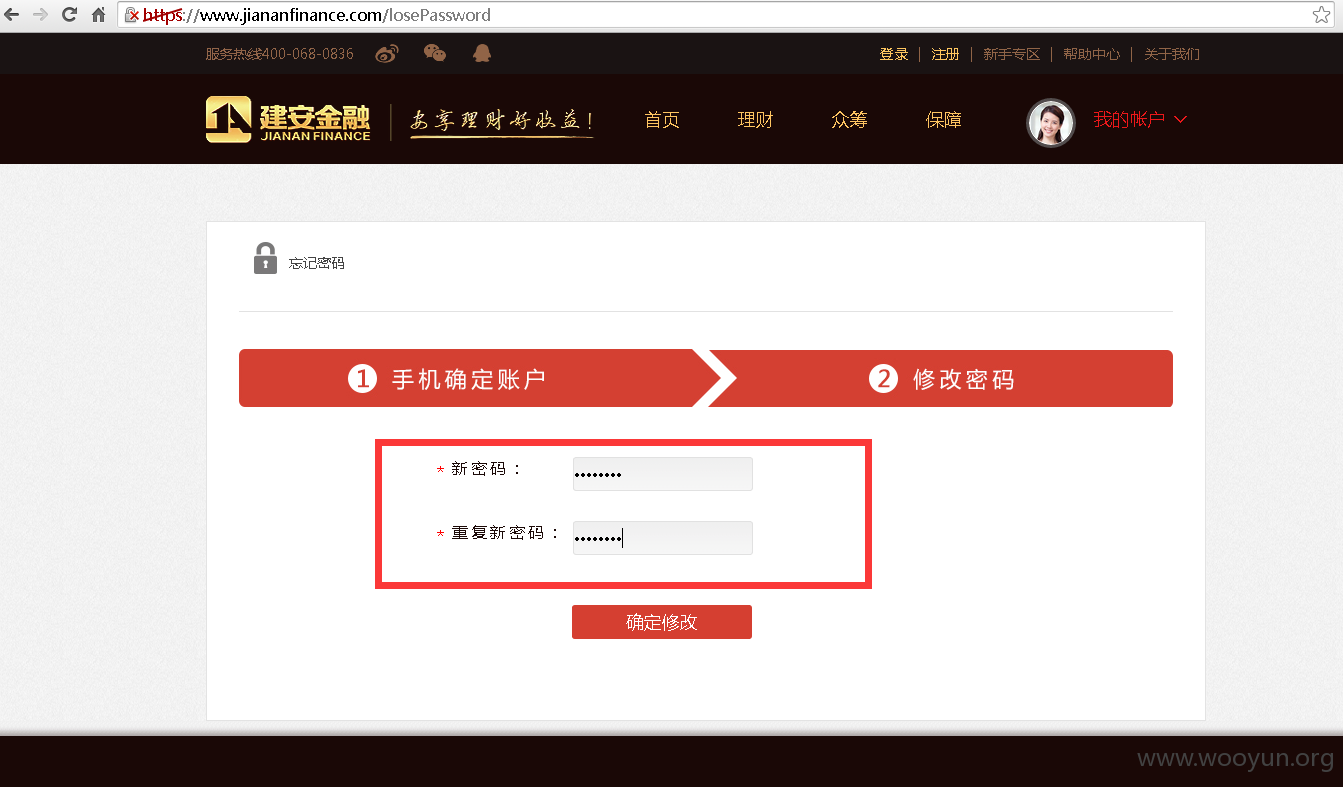 https://www.jiananfinance.com/losePassword
服务热线400-068-0836
登录 | 注册 | 新手专区 | 帮助中心 | 关于我们
建安金融
JIANAN FINANCE
安享理财好收益!
首页 理财 众筹 保障 我的帐户
忘记密码
1 手机确定账户 2 修改密码
* 新密码：
* 重复新密码：
确定修改
www.wooyun.org